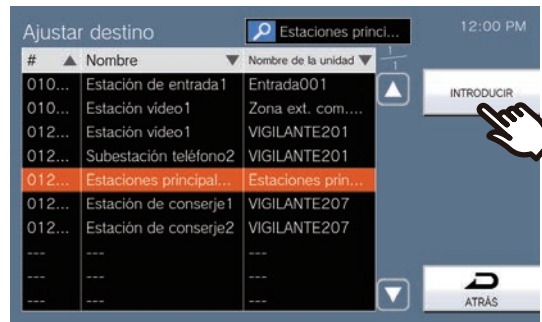 Ajustar destino Estaciones princi... 12:00 PM
# Nombre Nombre de la unidad 1/1
010... Estación de entrada1 Entrada001
010... Estación vídeo1 Zona ext. com....
012... Estación vídeo1 VIGILANTE201
012... Subestación teléfono2 VIGILANTE201
012... Estaciones principal... Estaciones prin...
012... Estación de conserje1 VIGILANTE207
012... Estación de conserje2 VIGILANTE207
--- --- ---
--- --- ---
--- --- ---
INTRODUCIR
ATRÁS